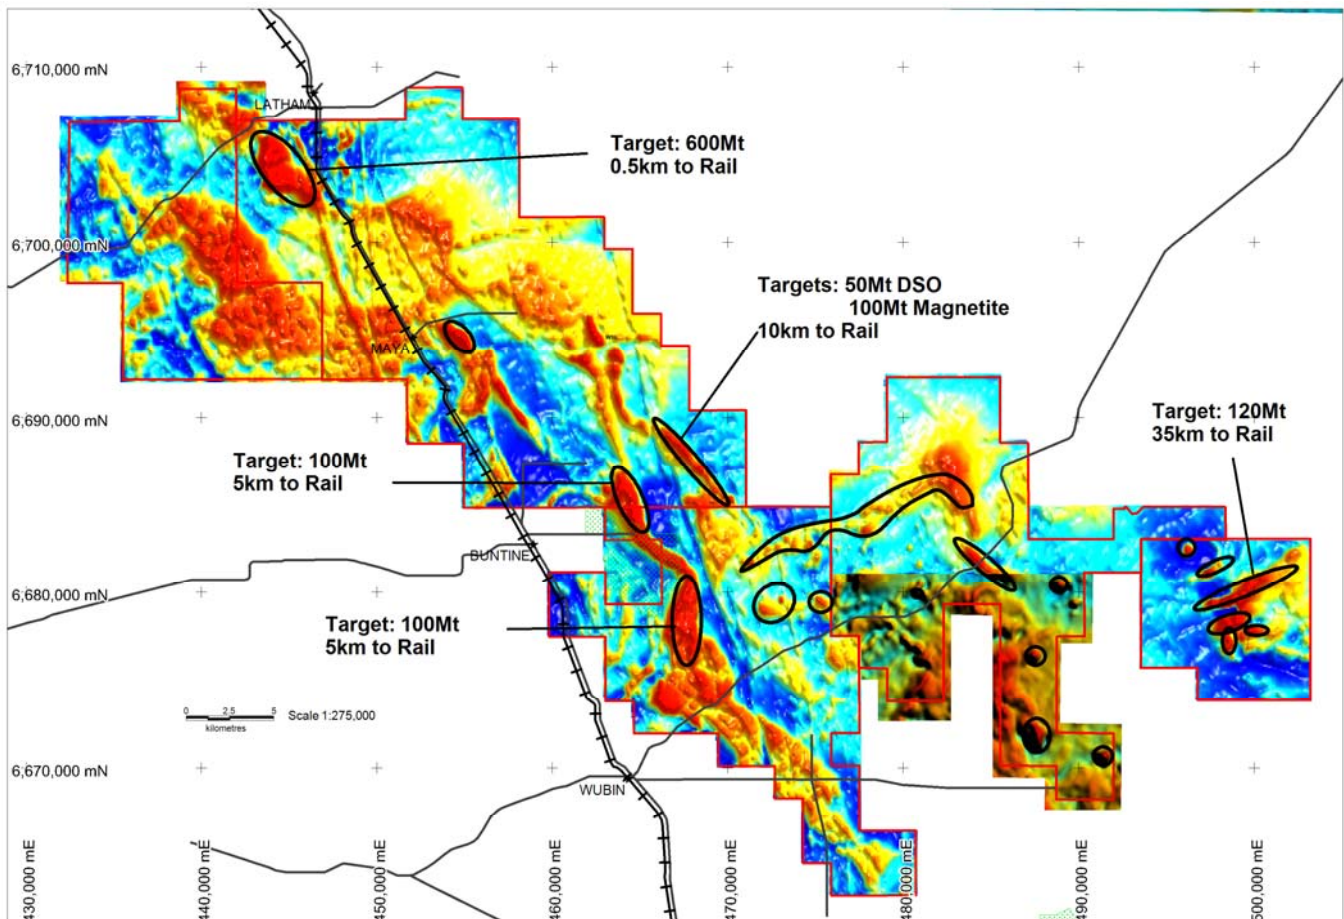 6,710,000 mN
LATHAM
Target: 600Mt
0.5km to Rail
6,700,000 mN
Targets: 50Mt DSO
100Mt Magnetite
10km to Rail
MAYA
6,690,000 mN
Target: 120Mt
35km to Rail
Target: 100Mt
5km to Rail
BUNTINE
6,680,000 mN
Target: 100Mt
5km to Rail
0 2.5 5
kilometres
Scale 1:275,000
6,670,000 mN
WUBIN
430,000 mE
440,000 mE
450,000 mE
460,000 mE
470,000 mE
480,000 mE
490,000 mE
500,000 mE